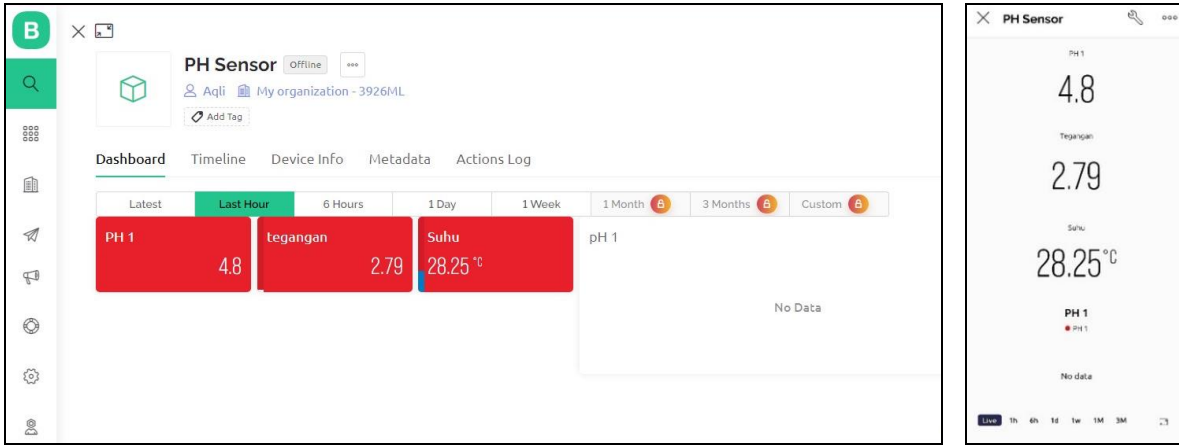 B
PH Sensor Offline
Aqli My organization - 3926ML
Add Tag
Dashboard Timeline Device Info Metadata Actions Log
Latest Last Hour 6 Hours 1 Day 1 Week 1 Month 3 Months Custom
PH 1 tegangan Suhu pH 1
4.8 2.79 28.25 °C
No Data
PH Sensor
PH 1
4.8
Tegangan
2.79
Suhu
28.25°C
PH 1
PH 1
No data
Live 1h 6h 1d 1w 1M 3M